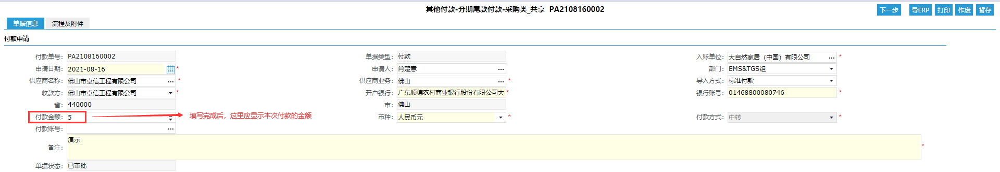 其他付款-分期尾款付款-采购类_共享 PA2108160002
下一步 导ERP 打印 作废 暂存
单据信息 流程及附件
付款申请
付款单号： PA2108160002 单据类型： 付款 入账单位： 大自然家居（中国）有限公司 ... *
申请日期： 2021-08-16 * 申请人： 肖楚意 ... 部门： EMS&TGS组
供应商名称： 佛山市卓信工程有限公司 ... * 供应商业务： 佛山 ... * 导入方式： 标准付款
收款方： 佛山市卓信工程有限公司 * 开户银行： 广东顺德农村商业银行股份有限公司大 * 银行账号： 01468800080746 *
省： 440000 市： 佛山
付款金额： 5 填写完成后，这里应显示本次付款的金额 币种： 人民币元 * 付款方式： 中转 *
付款账号： ...
备注： 演示 *
单据状态： 已审批